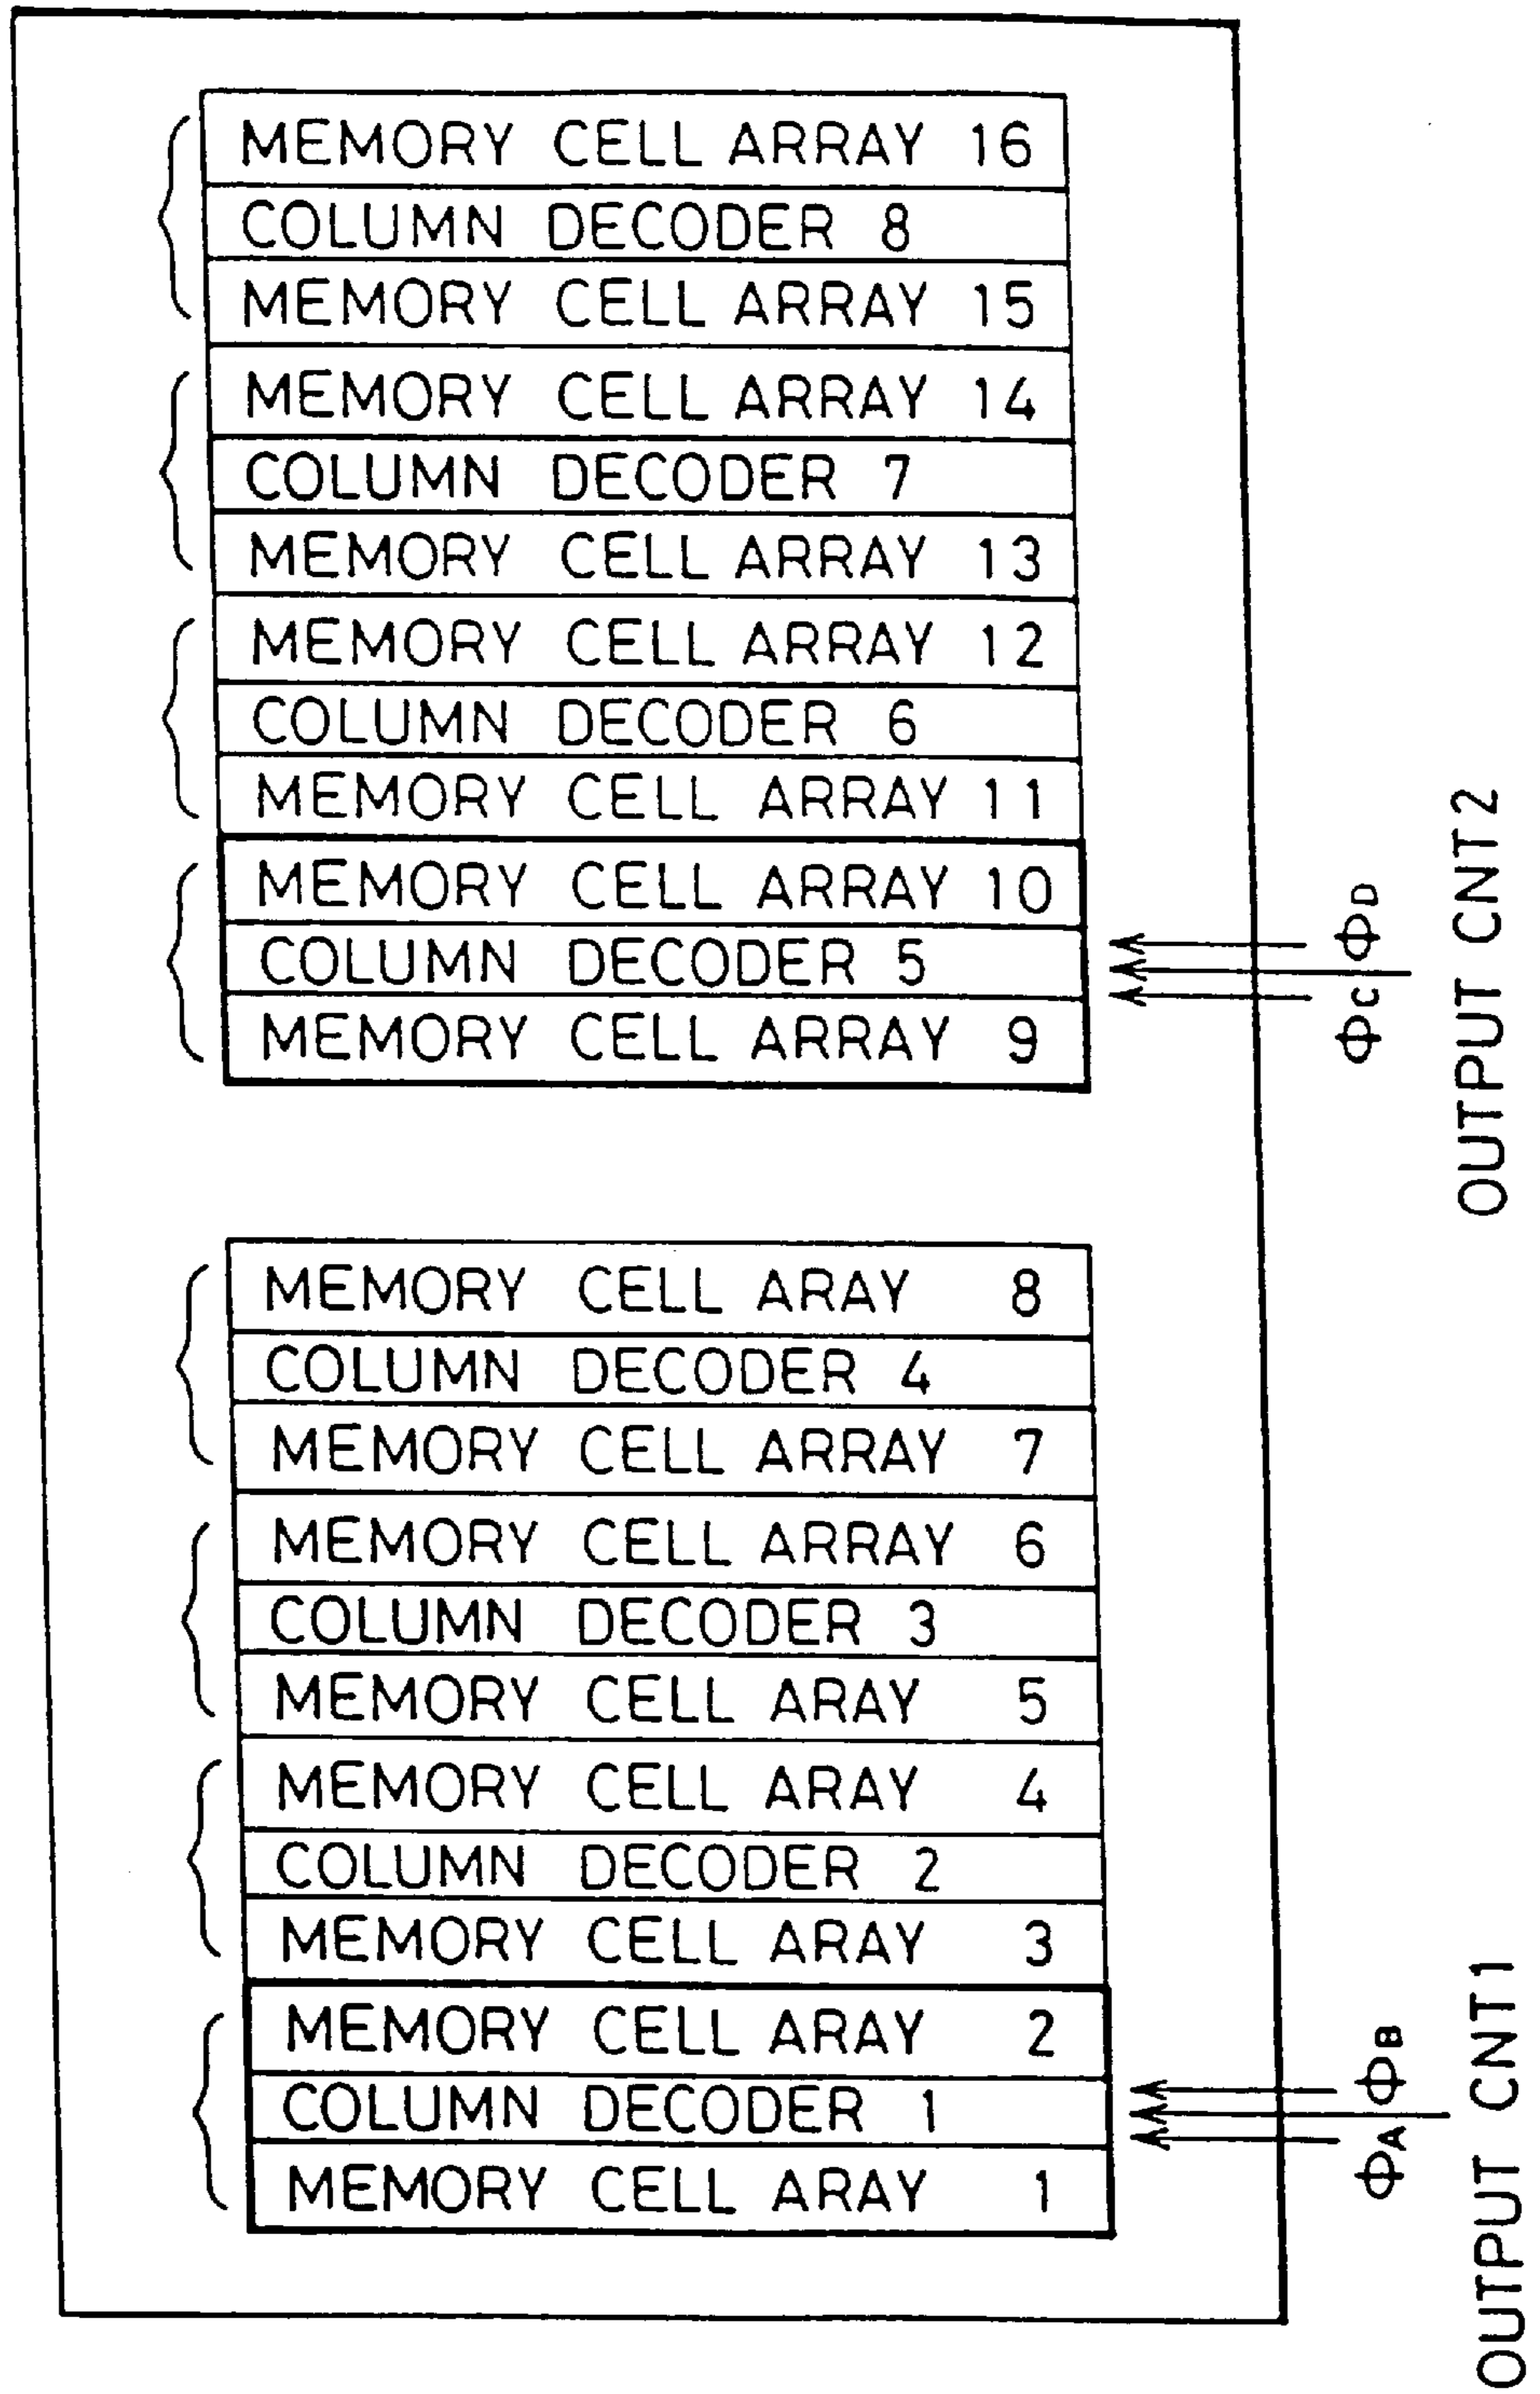 MEMORY CELL ARRAY 16
COLUMN DECODER 8
MEMORY CELL ARRAY 15
MEMORY CELL ARRAY 14
COLUMN DECODER 7
MEMORY CELL ARRAY 13
MEMORY CELL ARRAY 12
COLUMN DECODER 6
MEMORY CELL ARRAY 11
MEMORY CELL ARRAY 10
COLUMN DECODER 5
MEMORY CELL ARRAY 9
ΦD
ΦC
OUTPUT CNT2
MEMORY CELL ARAY 8
COLUMN DECODER 4
MEMORY CELL ARRAY 7
MEMORY CELL ARRAY 6
COLUMN DECODER 3
MEMORY CELL ARAY 5
MEMORY CELL ARAY 4
COLUMN DECODER 2
MEMORY CELL ARAY 3
MEMORY CELL ARAY 2
COLUMN DECODER 1
MEMORY CELL ARAY 1
ΦB
ΦA
OUTPUT CNT1